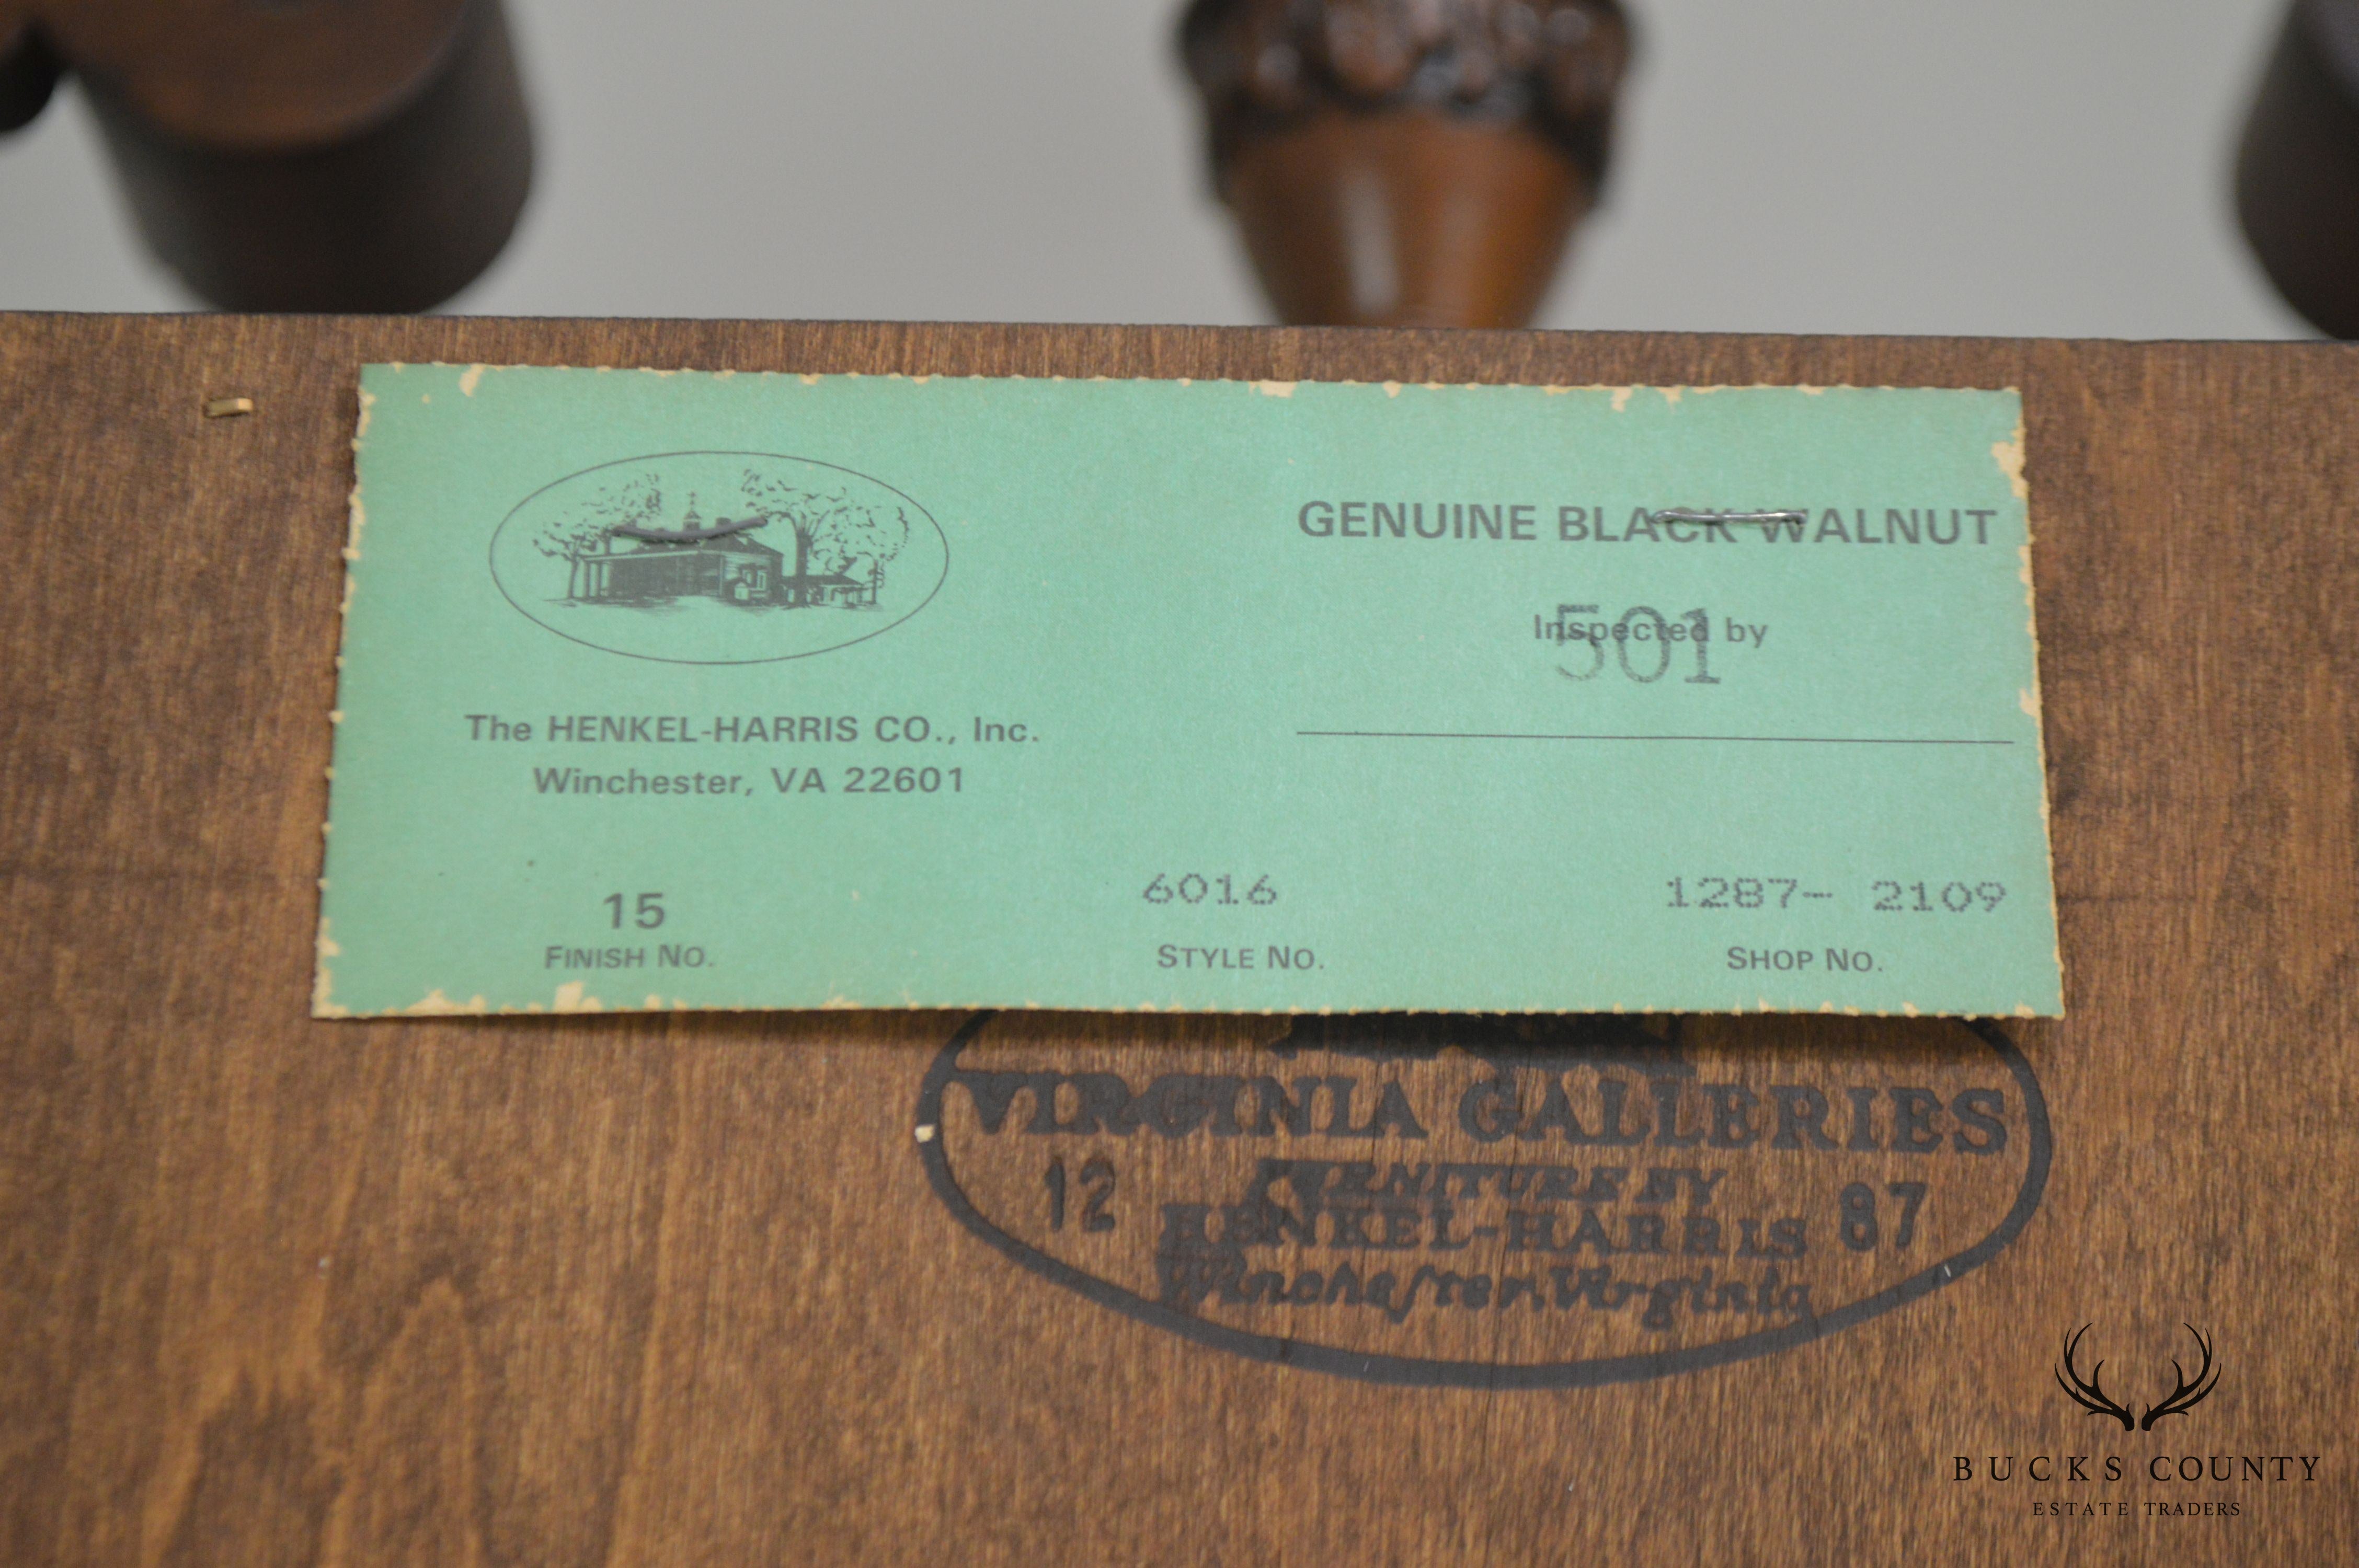 GENUINE BLACK WALNUT
Inspected by
501
The HENKEL-HARRIS CO., Inc.
Winchester, VA 22601
15
FINISH NO.
6016
STYLE NO.
1287- 2109
SHOP NO.
VIRGINIA GALLERIES
12 FURNITURE BY 87
HENKEL-HARRIS
Winchester, Virginia
BUCKS COUNTY
ESTATE TRADERS